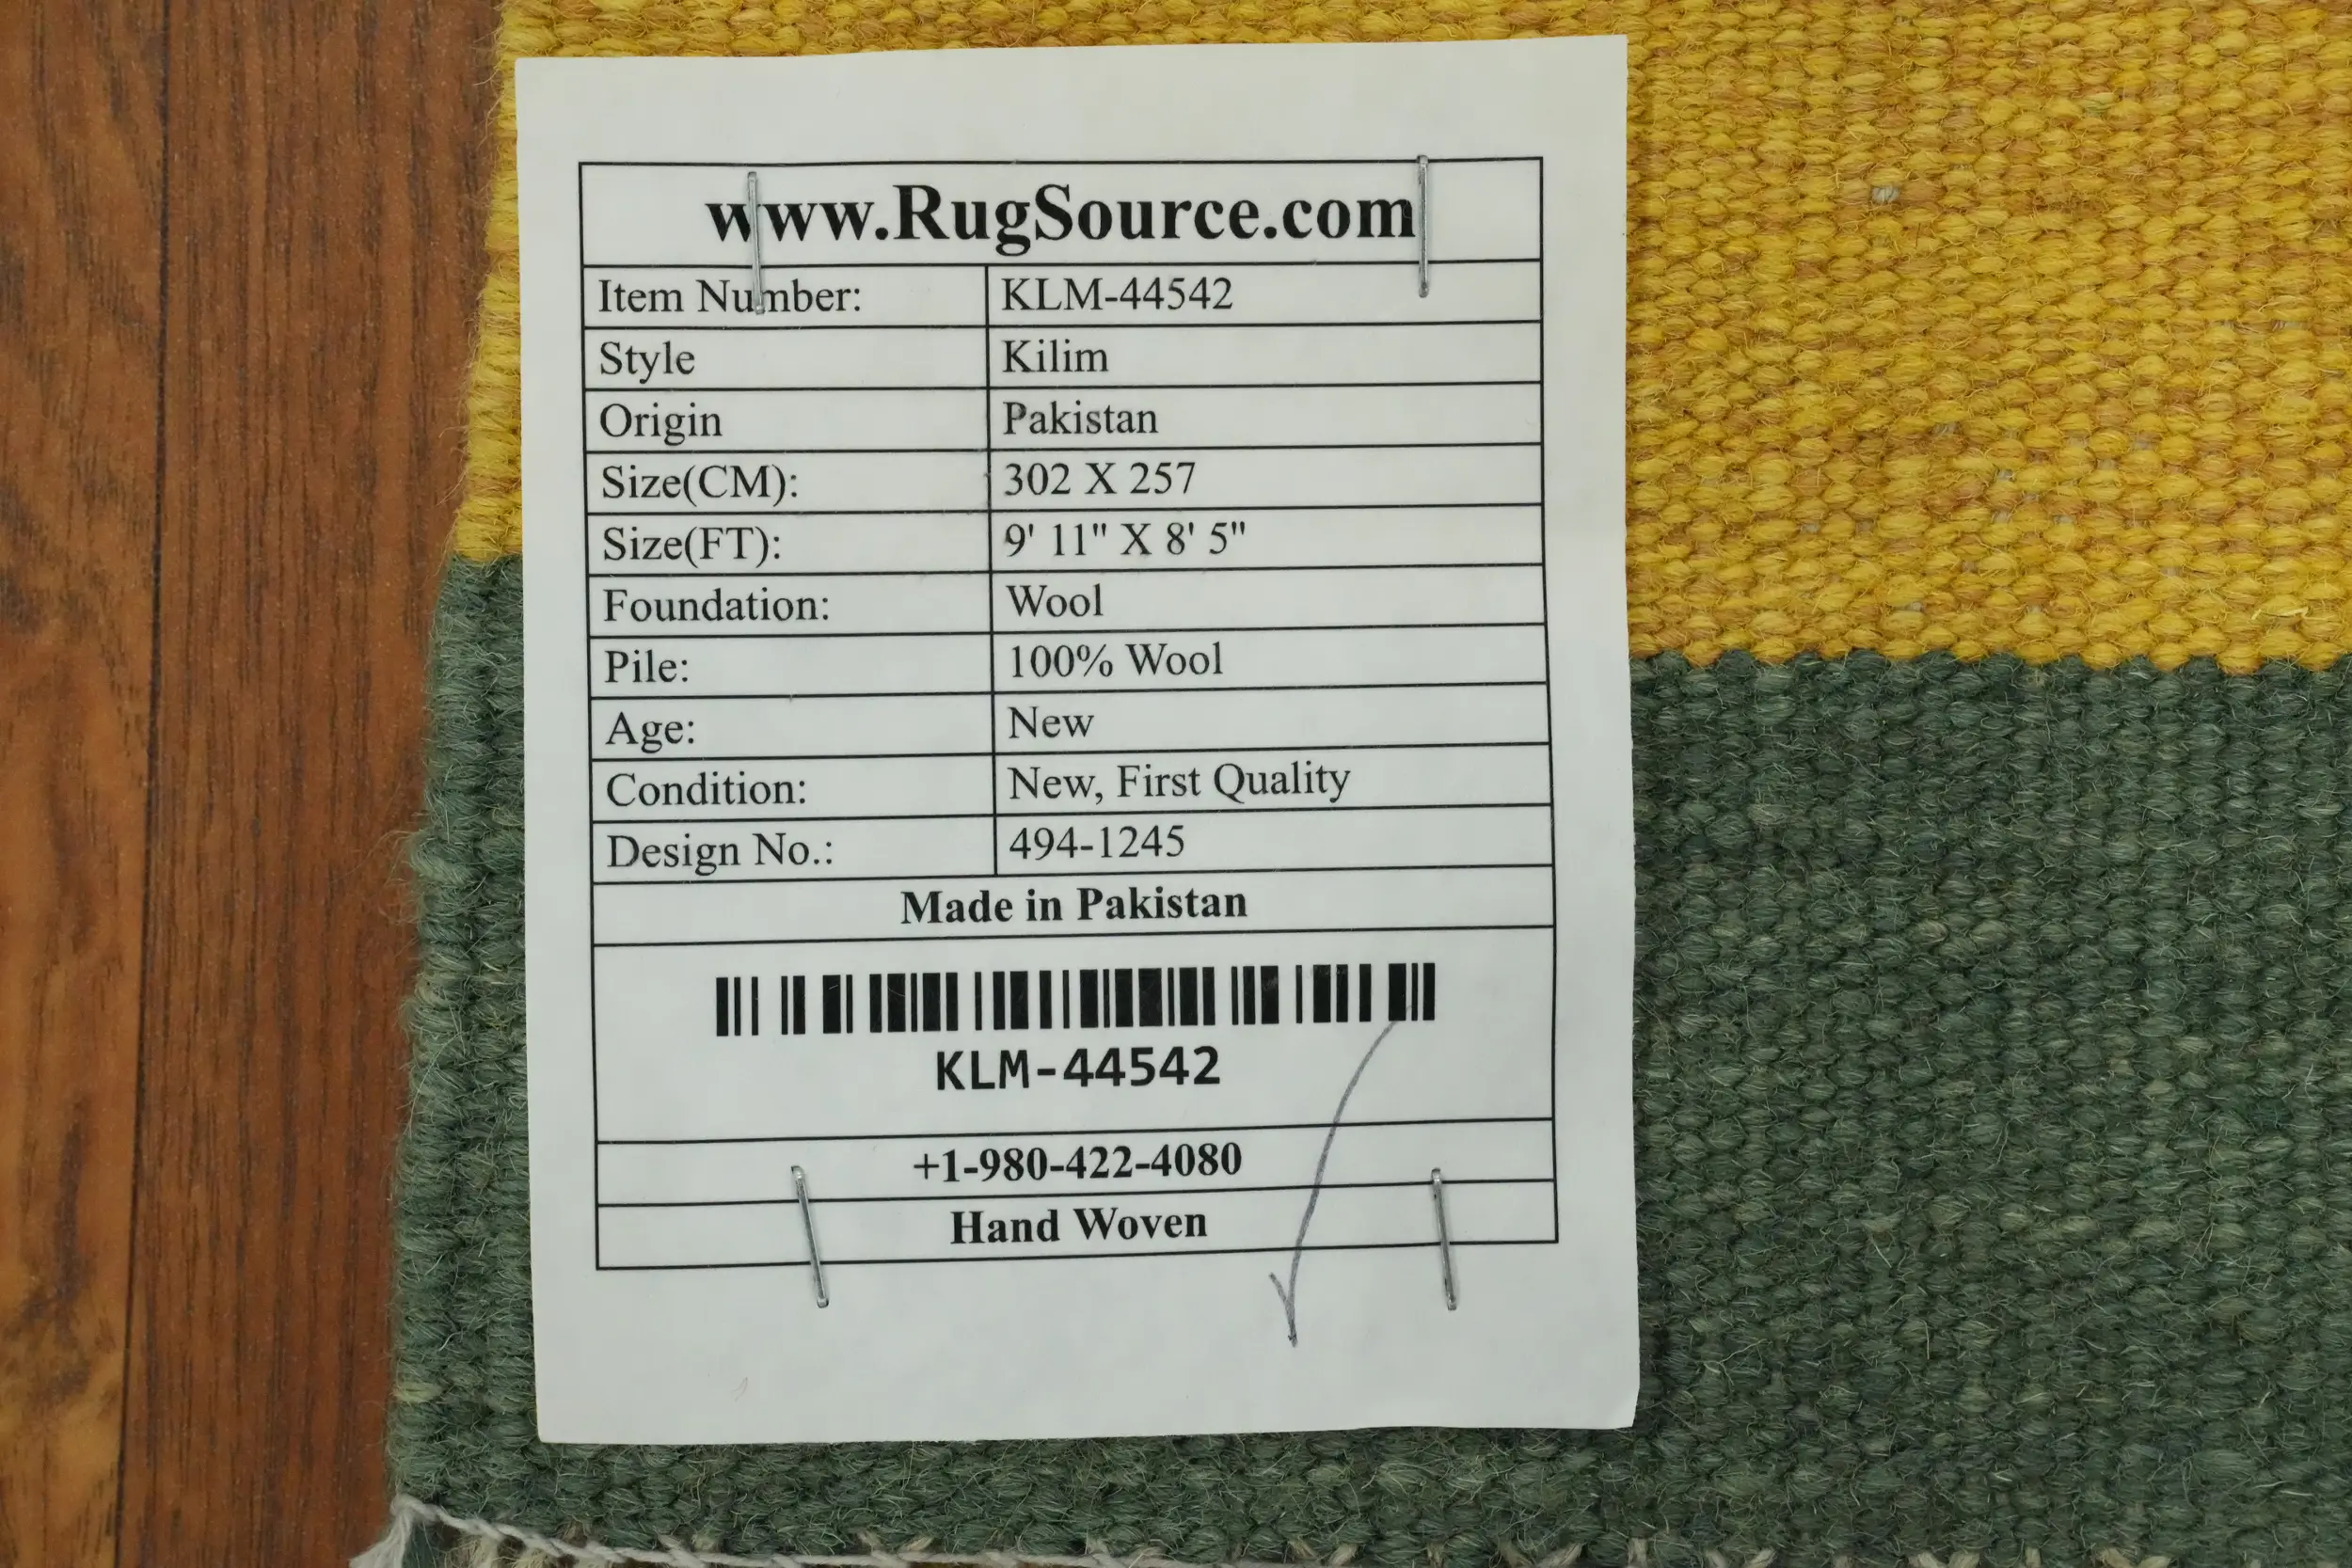 www.RugSource.com
Item Number: KLM-44542
Style Kilim
Origin Pakistan
Size(CM): 302 X 257
Size(FT): 9' 11" X 8' 5"
Foundation: Wool
Pile: 100% Wool
Age: New
Condition: New, First Quality
Design No.: 494-1245
Made in Pakistan
KLM-44542
+1-980-422-4080
Hand Woven